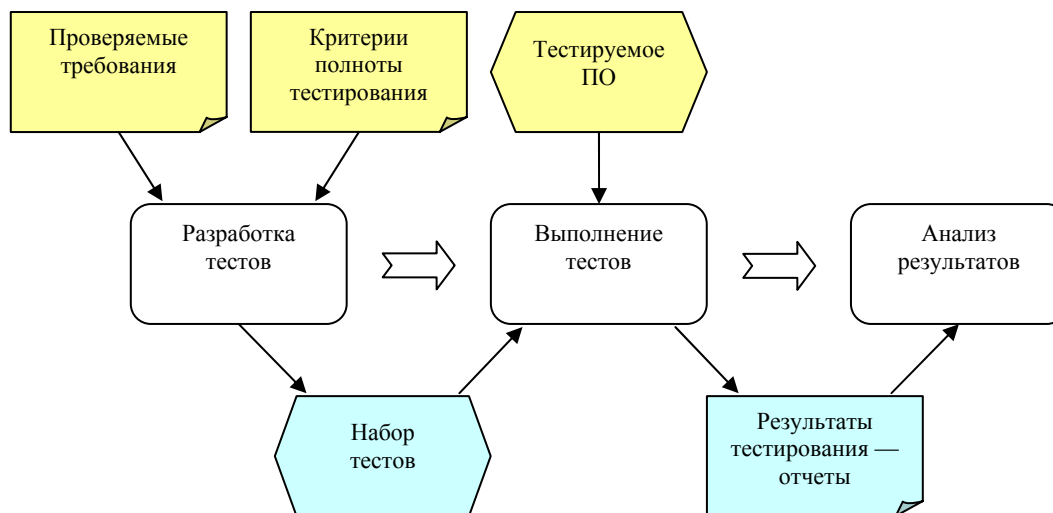 Проверяемые
требования
Критерии
полноты
тестирования
Тестируемое
ПО
Разработка
тестов
Выполнение
тестов
Анализ
результатов
Набор
тестов
Результаты
тестирования —
отчеты